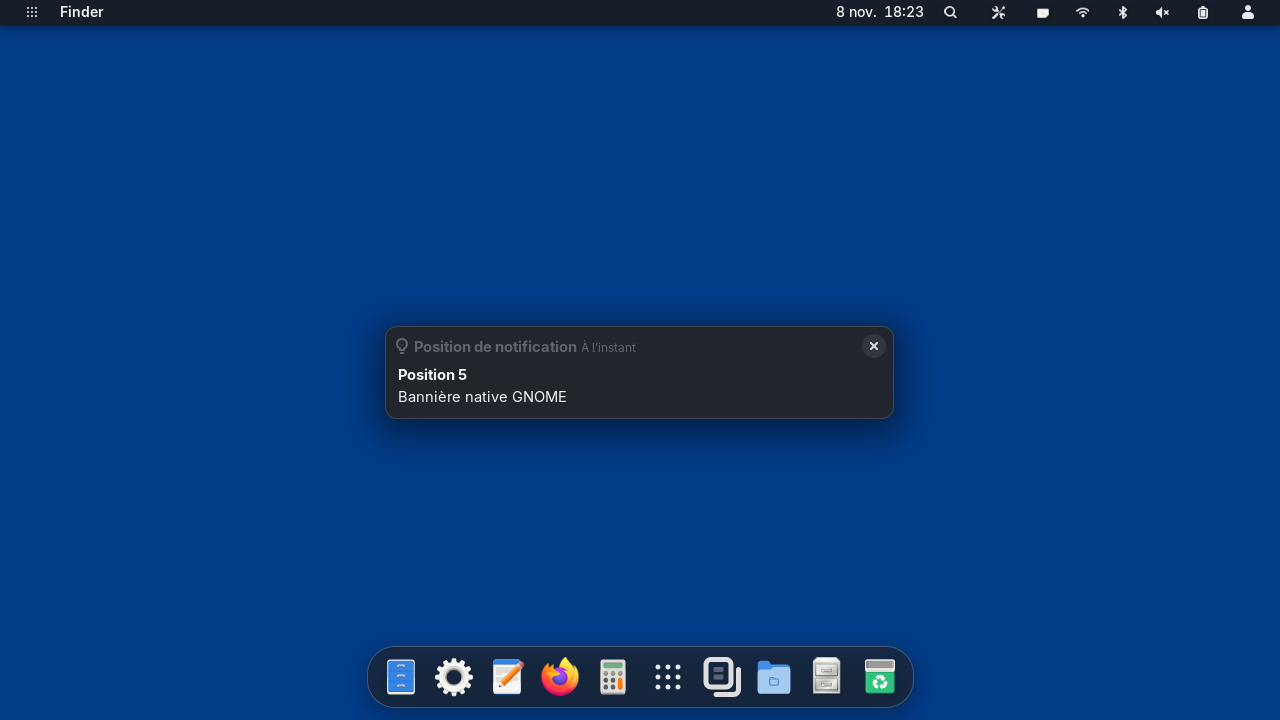 Finder
8 nov. 18:23
Position de notification À l’instant
Position 5
Bannière native GNOME